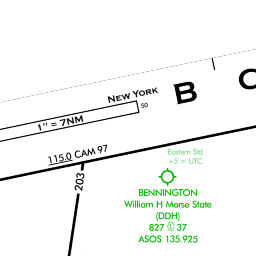 New York
50
1" = 7NM
B
115.0 CAM 97
203
Eastern Std
+5 = UTC
BENNINGTON
William H Morse State
(DDH)
827 Ⓛ 37
ASOS 135.925